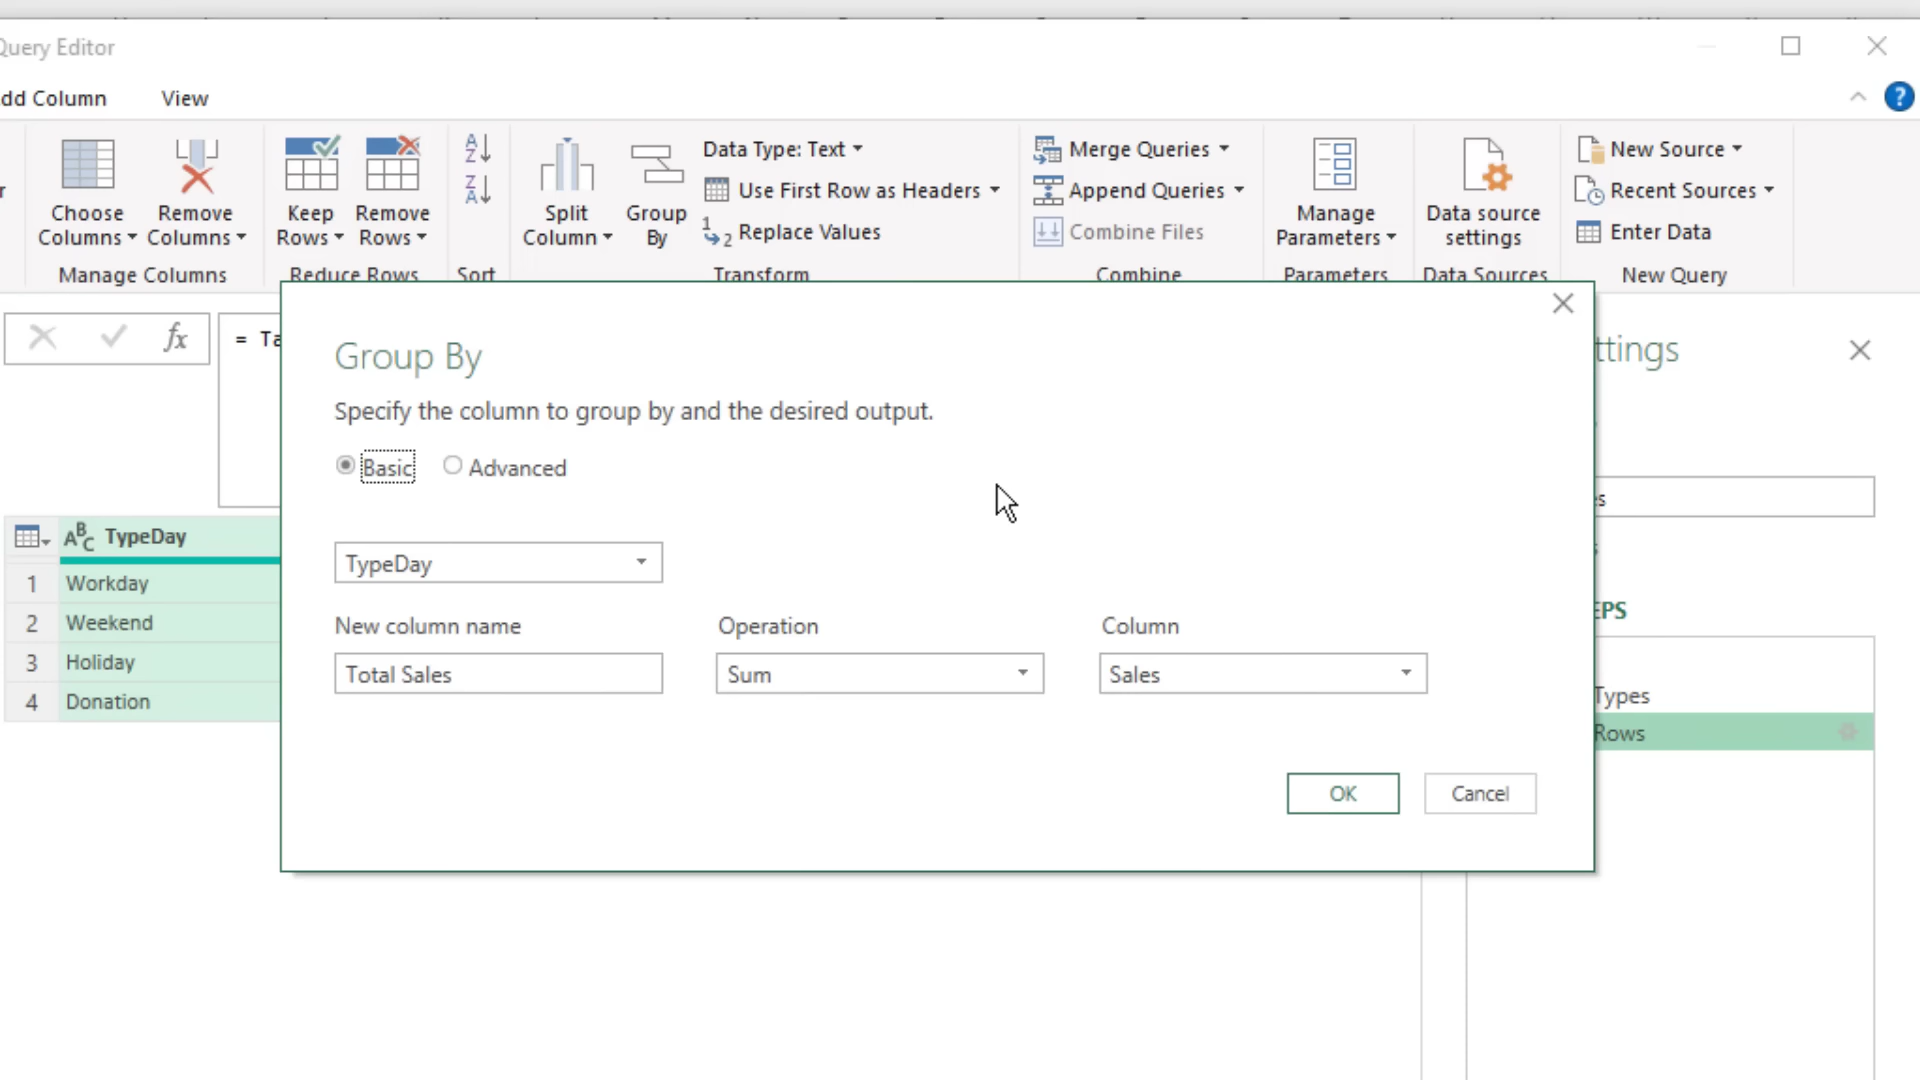 Query Editor
dd Column
View
Choose Columns
Remove Columns
Manage Columns
Keep Rows
Remove Rows
Reduce Rows
Sort
Split Column
Group By
Data Type: Text
Use First Row as Headers
Replace Values
Transform
Merge Queries
Append Queries
Combine Files
Combine
Manage Parameters
Parameters
Data source settings
Data Sources
New Source
Recent Sources
Enter Data
New Query
fx
= Ta
ttings
Group By
Specify the column to group by and the desired output.
Basic
Advanced
TypeDay
New column name
Operation
Column
Total Sales
Sum
Sales
OK
Cancel
ABC TypeDay
1 Workday
2 Weekend
3 Holiday
4 Donation
s
EPS
Types
Rows